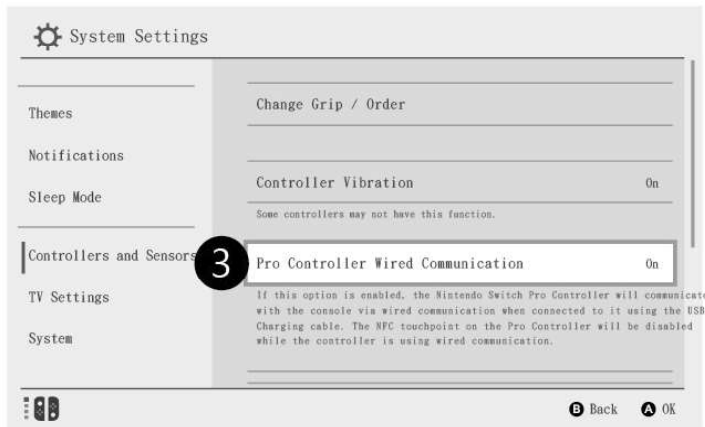 System Settings
Themes
Notifications
Sleep Mode
Controllers and Sensors
TV Settings
System
Change Grip / Order
Controller Vibration On
Some controllers may not have this function.
3
Pro Controller Wired Communication On
If this option is enabled, the Nintendo Switch Pro Controller will communicate
with the console via wired communication when connected to it using the USB
Charging cable. The NFC touchpoint on the Pro Controller will be disabled
while the controller is using wired communication.
B Back A OK